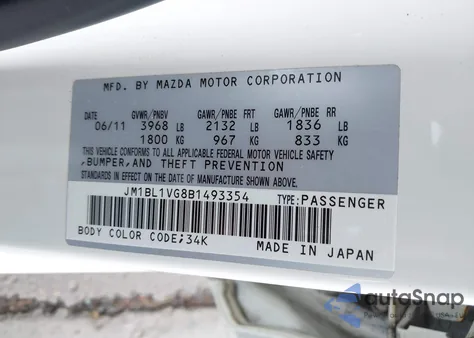 MFD. BY MAZDA MOTOR CORPORATION
DATE GVWR/PNBV GAWR/PNBE FRT GAWR/PNBE RR
06/11 3968 LB 2132 LB 1836 LB
1800 KG 967 KG 833 KG
THIS VEHICLE CONFORMS TO ALL APPLICABLE FEDERAL MOTOR VEHICLE SAFETY
,BUMPER,AND THEFT PREVENTION
STANDARDS IN EFFECT ON THE DATE OF MANUFACTURE SHOWN ABOVE.
JM1BL1VG8B1493354 TYPE:PASSENGER
BODY COLOR CODE;34K MADE IN JAPAN
autoSnap